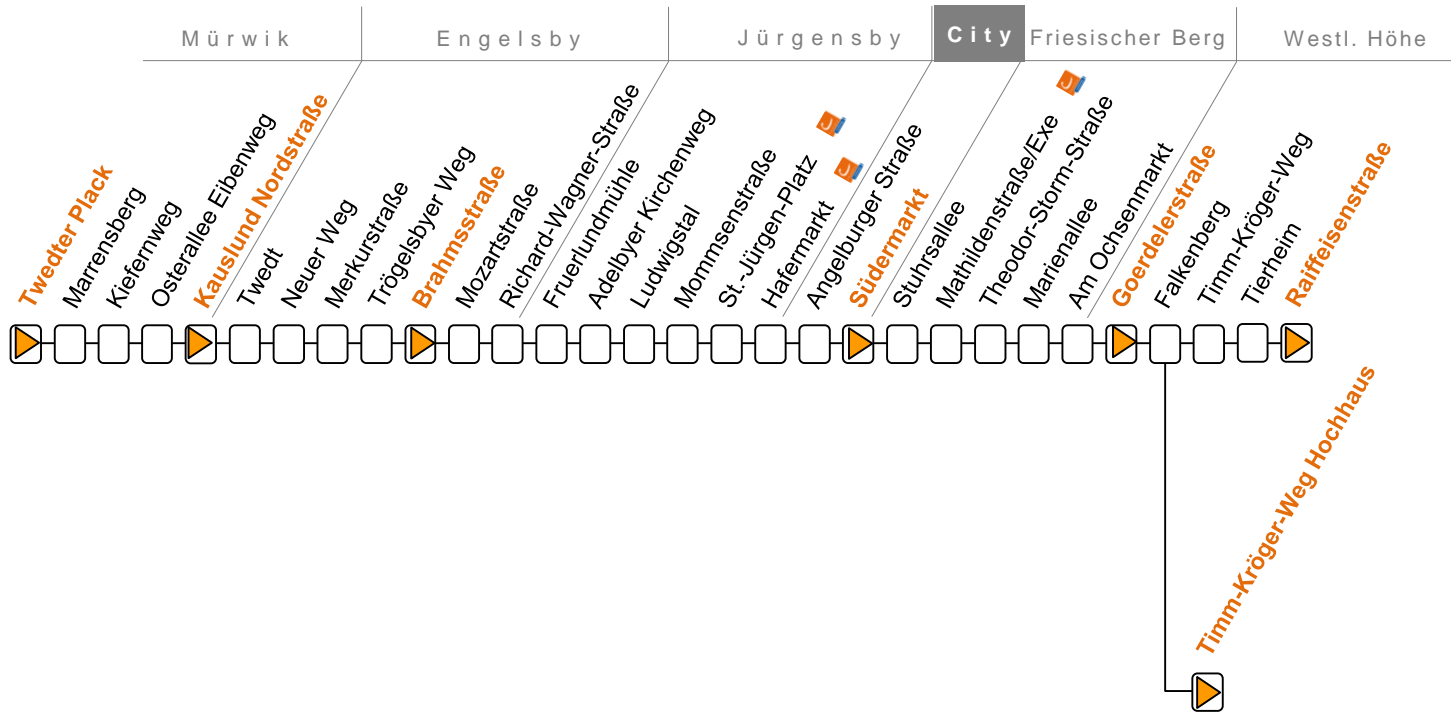 Mürwik
Engelsby
Jürgensby
City
Friesischer Berg
Westl. Höhe
Twedter Plack
Marrensberg
Kiefernweg
Osterallee Eibenweg
Kauslund Nordstraße
Twedt
Neuer Weg
Merkurstraße
Trögelsbyer Weg
Brahmsstraße
Mozartstraße
Richard-Wagner-Straße
Fruerlundmühle
Adelbyer Kirchenweg
Ludwigstal
Mommsenstraße
St.-Jürgen-Platz
Hafermarkt
Angelburger Straße
Südermarkt
Stuhrsallee
Mathildenstraße/Exe
Theodor-Storm-Straße
Marienallee
Am Ochsenmarkt
Goerdelerstraße
Falkenberg
Timm-Kröger-Weg
Tierheim
Raiffeisenstraße
Timm-Kröger-Weg Hochhaus